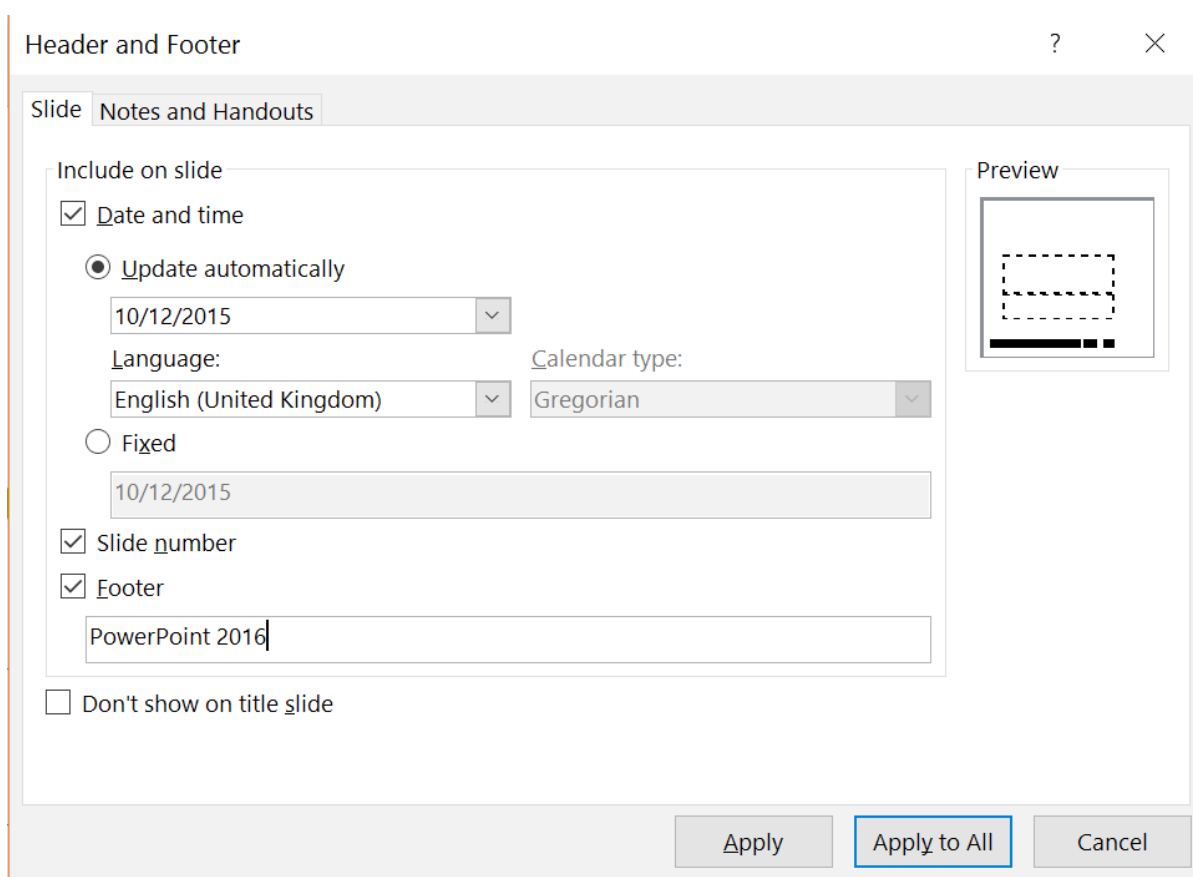 Header and Footer ?
Slide Notes and Handouts
Include on slide Preview
Date and time
Update automatically
10/12/2015
Language: Calendar type:
English (United Kingdom) Gregorian
Fixed
10/12/2015
Slide number
Footer
PowerPoint 2016
Don't show on title slide
Apply Apply to All Cancel